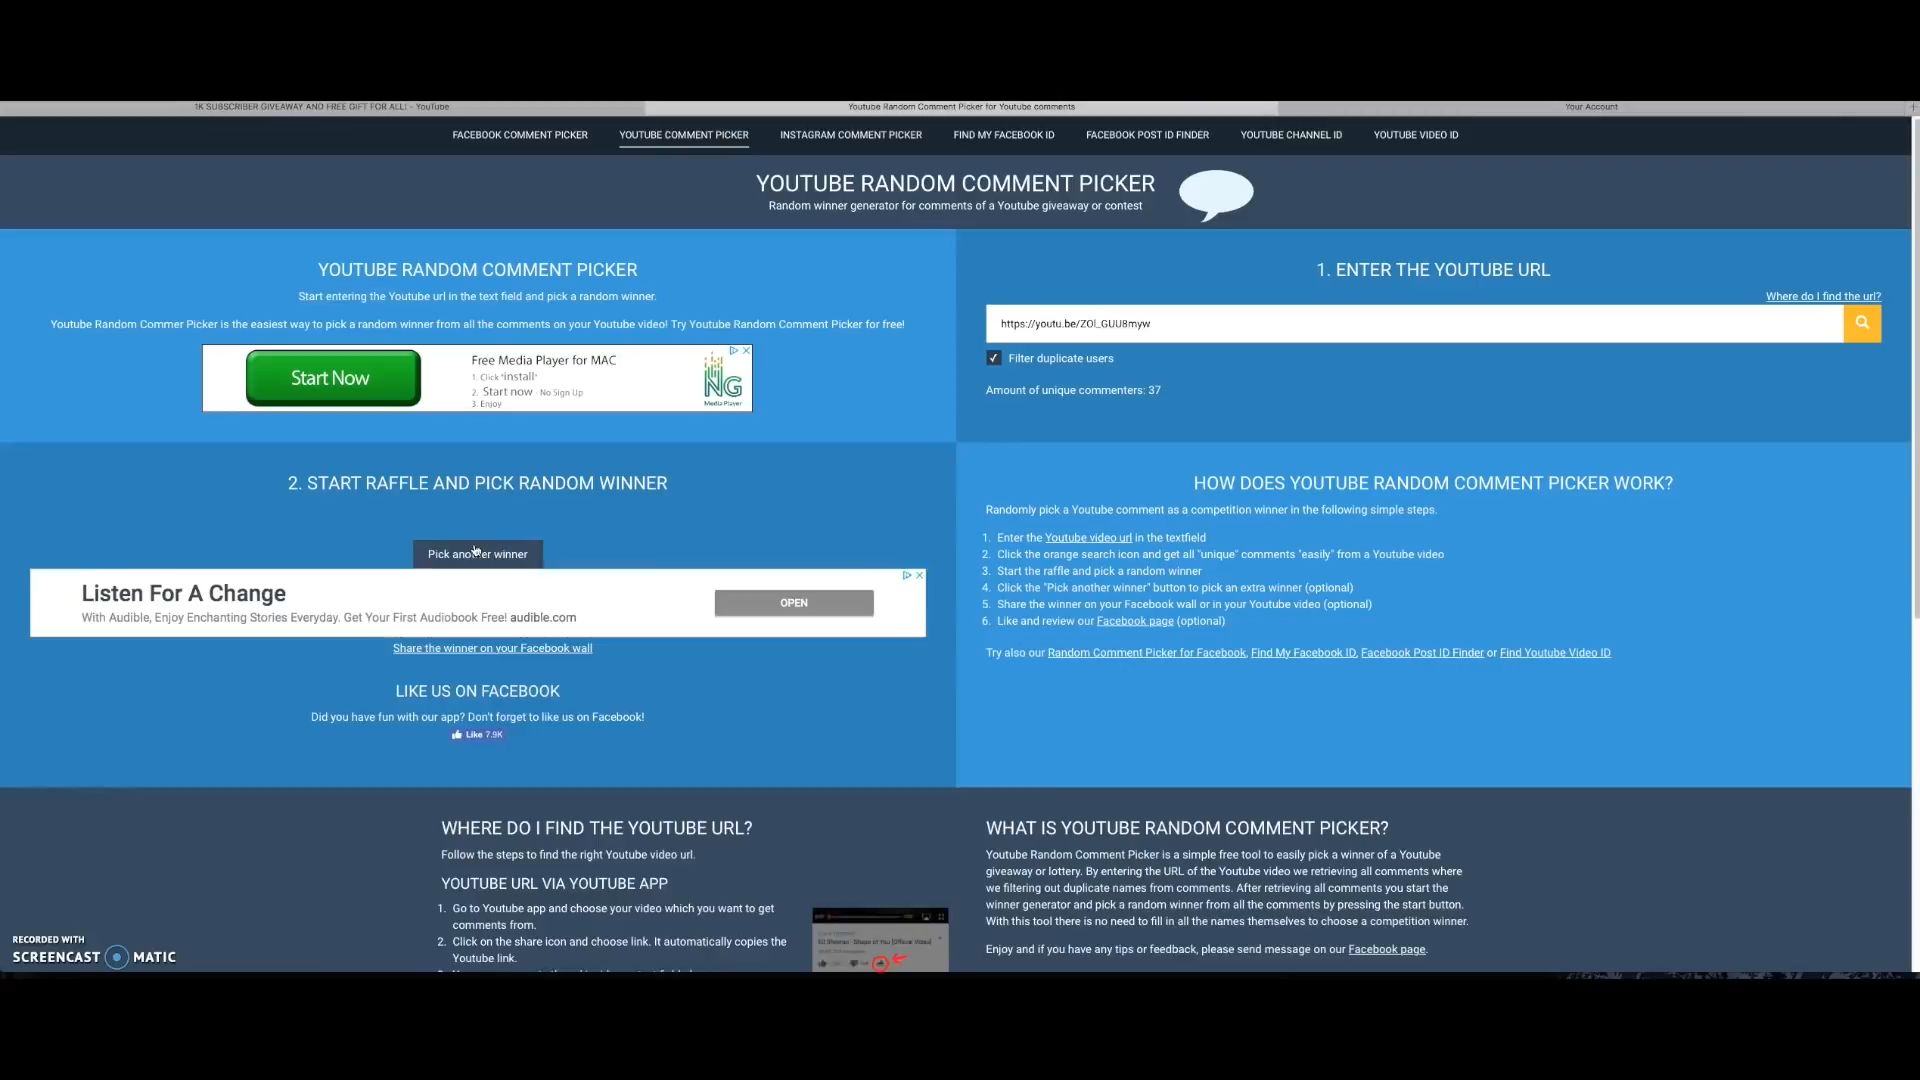 1K SUBSCRIBER GIVEAWAY AND FREE GIFT FOR ALL! - YouTube
Youtube Random Comment Picker for Youtube comments
Your Account
FACEBOOK COMMENT PICKER
YOUTUBE COMMENT PICKER
INSTAGRAM COMMENT PICKER
FIND MY FACEBOOK ID
FACEBOOK POST ID FINDER
YOUTUBE CHANNEL ID
YOUTUBE VIDEO ID
YOUTUBE RANDOM COMMENT PICKER
Random winner generator for comments of a Youtube giveaway or contest
YOUTUBE RANDOM COMMENT PICKER
Start entering the Youtube url in the text field and pick a random winner.
Youtube Random Commer Picker is the easiest way to pick a random winner from all the comments on your Youtube video! Try Youtube Random Comment Picker for free!
Start Now
Free Media Player for MAC
1. Click "install"
2. Start now - No Sign Up
3. Enjoy
NG
Media Player
1. ENTER THE YOUTUBE URL
Where do I find the url?
https://youtu.be/ZOl_GUU8myw
Filter duplicate users
Amount of unique commenters: 37
2. START RAFFLE AND PICK RANDOM WINNER
Pick another winner
Listen For A Change
With Audible, Enjoy Enchanting Stories Everyday. Get Your First Audiobook Free! audible.com
OPEN
Share the winner on your Facebook wall
LIKE US ON FACEBOOK
Did you have fun with our app? Don't forget to like us on Facebook!
Like 7.9K
HOW DOES YOUTUBE RANDOM COMMENT PICKER WORK?
Randomly pick a Youtube comment as a competition winner in the following simple steps.
1. Enter the Youtube video url in the textfield
2. Click the orange search icon and get all "unique" comments "easily" from a Youtube video
3. Start the raffle and pick a random winner
4. Click the "Pick another winner" button to pick an extra winner (optional)
5. Share the winner on your Facebook wall or in your Youtube video (optional)
6. Like and review our Facebook page (optional)
Try also our Random Comment Picker for Facebook, Find My Facebook ID, Facebook Post ID Finder or Find Youtube Video ID
WHERE DO I FIND THE YOUTUBE URL?
Follow the steps to find the right Youtube video url.
YOUTUBE URL VIA YOUTUBE APP
1. Go to Youtube app and choose your video which you want to get
comments from.
2. Click on the share icon and choose link. It automatically copies the
Youtube link.
Ed Sheeran - Shape of You [Official Video]
WHAT IS YOUTUBE RANDOM COMMENT PICKER?
Youtube Random Comment Picker is a simple free tool to easily pick a winner of a Youtube
giveaway or lottery. By entering the URL of the Youtube video we retrieving all comments where
we filtering out duplicate names from comments. After retrieving all comments you start the
winner generator and pick a random winner from all the comments by pressing the start button.
With this tool there is no need to fill in all the names themselves to choose a competition winner.
Enjoy and if you have any tips or feedback, please send message on our Facebook page.
RECORDED WITH
SCREENCAST MATIC